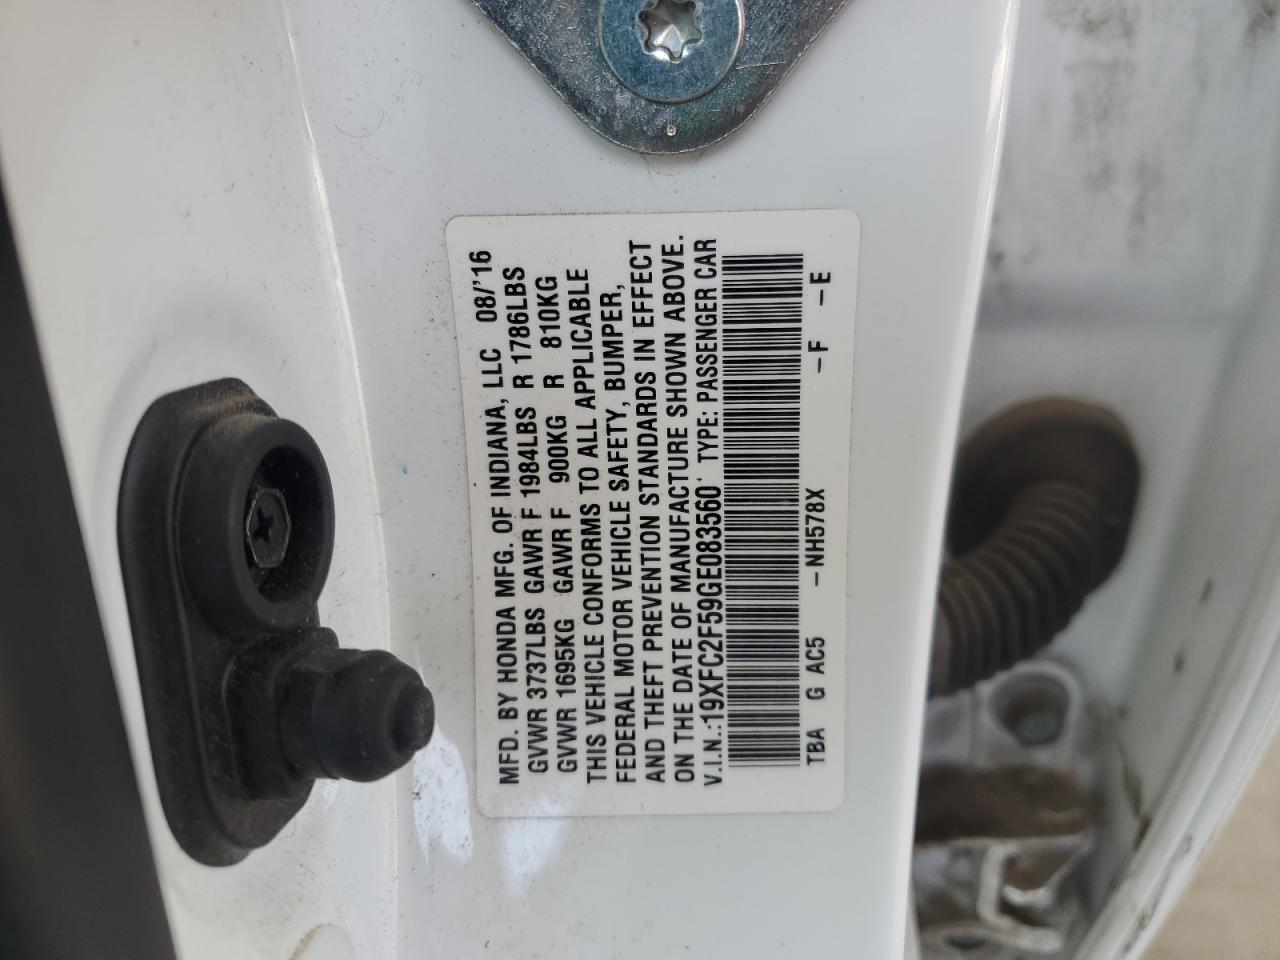 MFD. BY HONDA MFG. OF INDIANA, LLC 08/'16
GVWR 3737LBS GAWR F 1984LBS R 1786LBS
GVWR 1695KG GAWR F 900KG R 810KG
THIS VEHICLE CONFORMS TO ALL APPLICABLE
FEDERAL MOTOR VEHICLE SAFETY, BUMPER,
AND THEFT PREVENTION STANDARDS IN EFFECT
ON THE DATE OF MANUFACTURE SHOWN ABOVE.
V.I.N.:19XFC2F59GE083560 TYPE: PASSENGER CAR
TBA G AC5 -NH578X -F -E